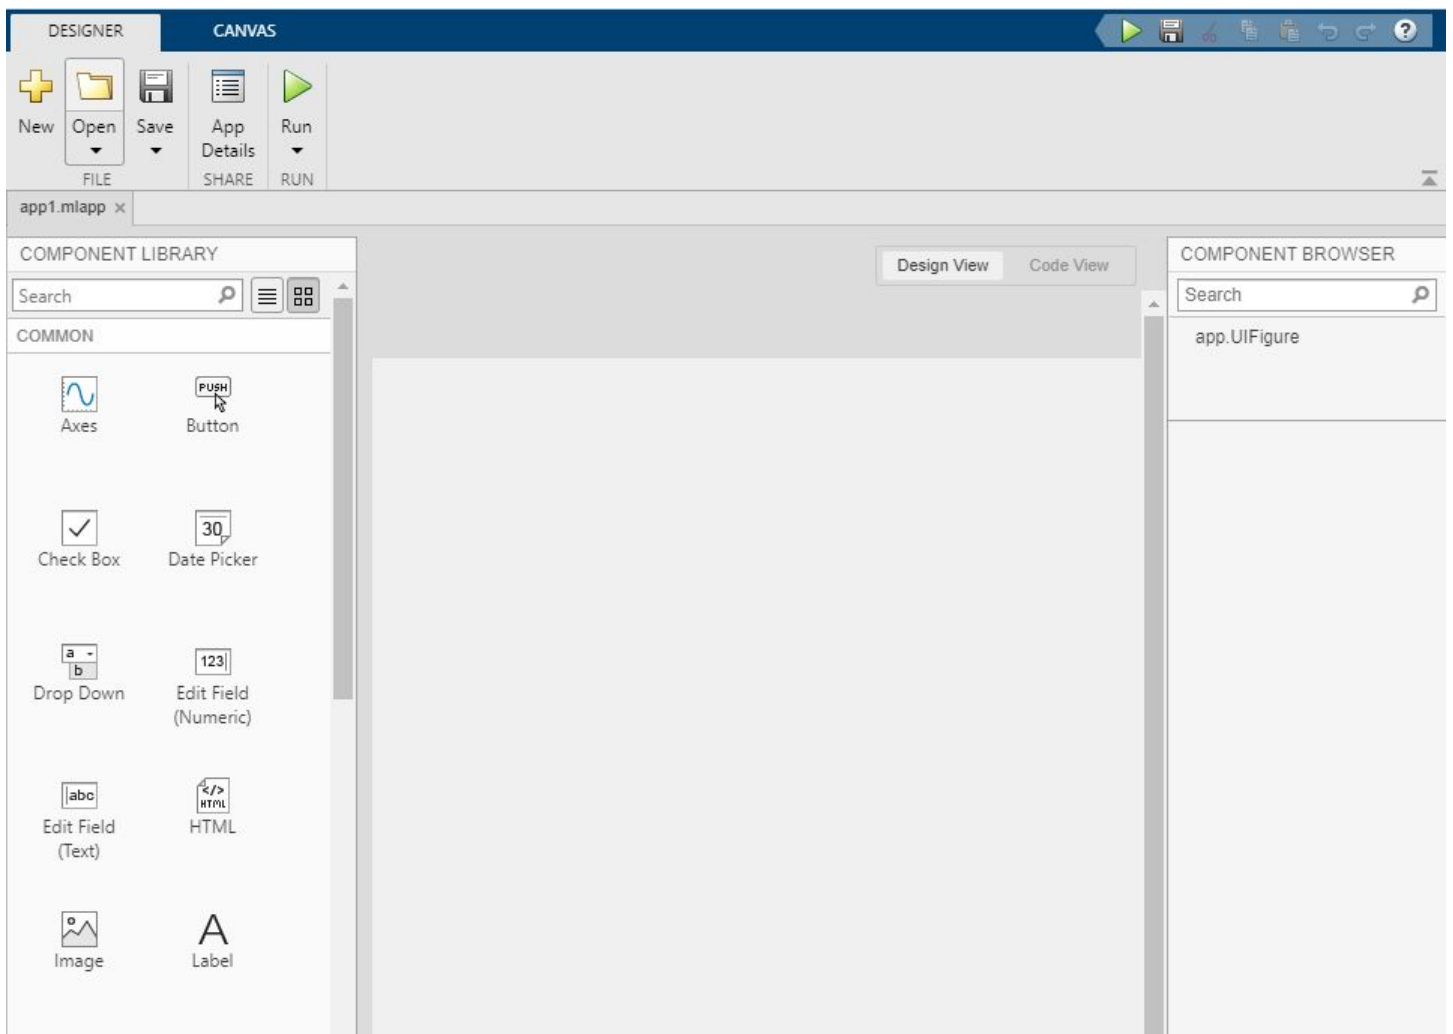 DESIGNER
CANVAS
?
New
Open
Save
App
Details
Run
FILE
SHARE
RUN
app1.mlapp ×
COMPONENT LIBRARY
Search
COMMON
Axes
PUSH
Button
Check Box
30
Date Picker
a
b
Drop Down
123
Edit Field
(Numeric)
abc
Edit Field
(Text)
</>
HTML
HTML
Image
A
Label
Design View
Code View
COMPONENT BROWSER
Search
app.UIFigure